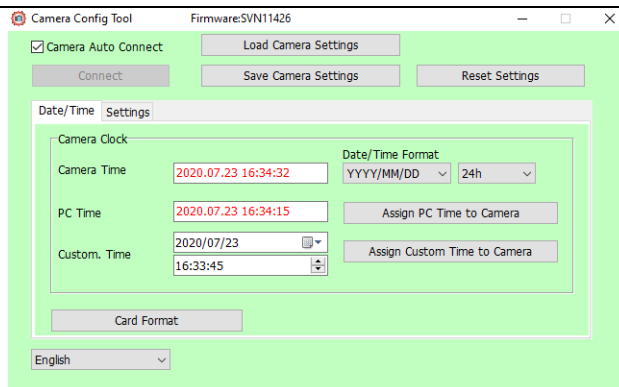 Camera Config Tool Firmware:SVN11426
Camera Auto Connect Load Camera Settings
Connect Save Camera Settings Reset Settings
Date/Time Settings
Camera Clock
Date/Time Format
Camera Time 2020.07.23 16:34:32 YYYY/MM/DD 24h
PC Time 2020.07.23 16:34:15 Assign PC Time to Camera
Custom. Time 2020/07/23
16:33:45 Assign Custom Time to Camera
Card Format
English